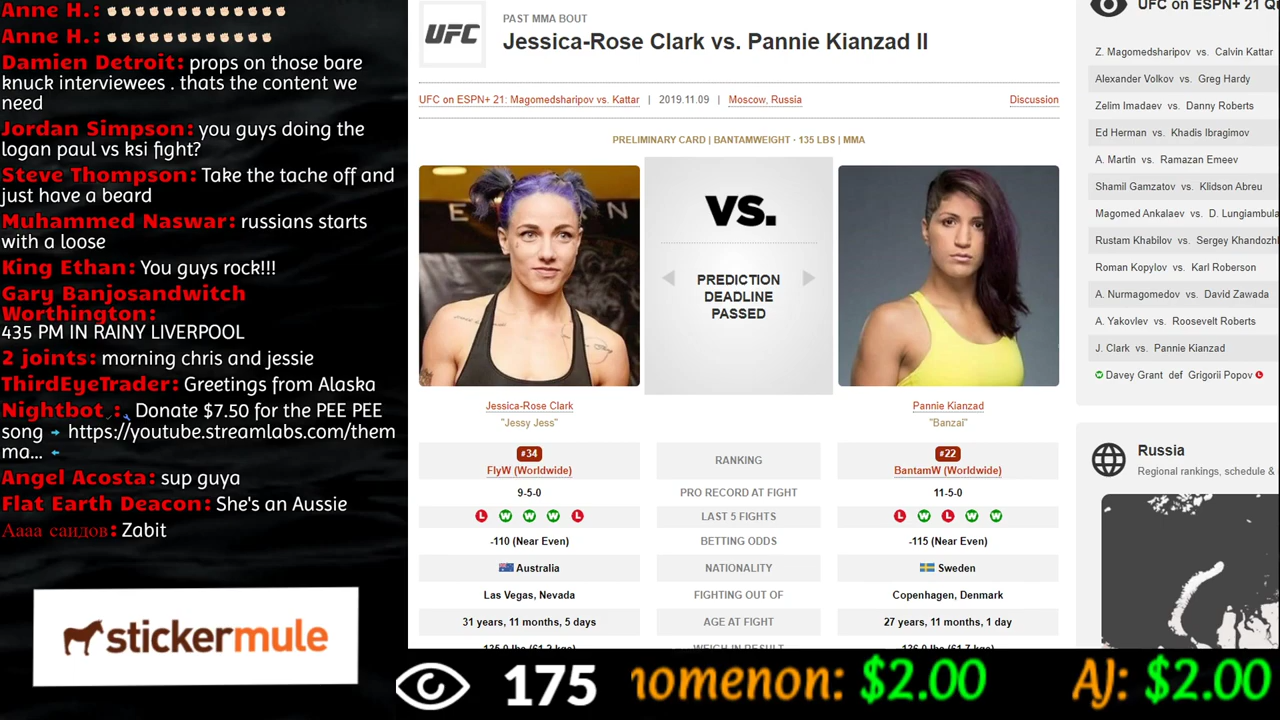 Anne H.:
Anne H.:
Damien Detroit: props on those bare
knuck interviewees . thats the content we
need
Jordan Simpson: you guys doing the
logan paul vs ksi fight?
Steve Thompson: Take the tache off and
just have a beard
Muhammed Naswar: russians starts
with a loose
King Ethan: You guys rock!!!
Gary Banjosandwitch
Worthington:
435 PM IN RAINY LIVERPOOL
2 joints: morning chris and jessie
ThirdEyeTrader: Greetings from Alaska
Nightbot : Donate $7.50 for the PEE PEE
song → https://youtube.streamlabs.com/them
ma... ←
Angel Acosta: sup guya
Flat Earth Deacon: She's an Aussie
Аааа сандов: Zabit
stickermule
UFC
PAST MMA BOUT
Jessica-Rose Clark vs. Pannie Kianzad II
UFC on ESPN+ 21: Magomedsharipov vs. Kattar | 2019.11.09 | Moscow, Russia
Discussion
PRELIMINARY CARD | BANTAMWEIGHT · 135 LBS | MMA
VS.
PREDICTION
DEADLINE
PASSED
Jessica-Rose Clark
Pannie Kianzad
"Jessy Jess"
"Banzai"
#34 RANKING #22
FlyW (Worldwide) BantamW (Worldwide)
9-5-0 PRO RECORD AT FIGHT 11-5-0
L W W W L LAST 5 FIGHTS L W L W W
-110 (Near Even) BETTING ODDS -115 (Near Even)
Australia NATIONALITY Sweden
Las Vegas, Nevada FIGHTING OUT OF Copenhagen, Denmark
31 years, 11 months, 5 days AGE AT FIGHT 27 years, 11 months, 1 day
UFC on ESPN+ 21
Z. Magomedsharipov vs. Calvin Kattar
Alexander Volkov vs. Greg Hardy
Zelim Imadaev vs. Danny Roberts
Ed Herman vs. Khadis Ibragimov
A. Martin vs. Ramazan Emeev
Shamil Gamzatov vs. Klidson Abreu
Magomed Ankalaev vs. D. Lungiambula
Rustam Khabilov vs. Sergey Khandozh
Roman Kopylov vs. Karl Roberson
A. Nurmagomedov vs. David Zawada
A. Yakovlev vs. Roosevelt Roberts
J. Clark vs. Pannie Kianzad
W Davey Grant def Grigorii Popov L
Russia
Regional rankings, schedule &
175 nomenon: $2.00 AJ: $2.00